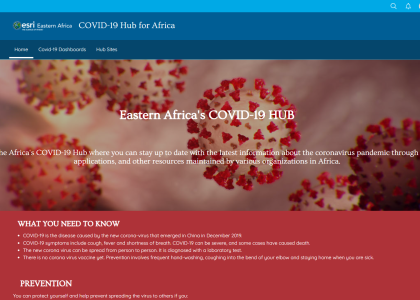 esri Eastern Africa COVID-19 Hub for Africa
Home Covid-19 Dashboards Hub Sites
Eastern Africa's COVID-19 HUB
he Africa's COVID-19 Hub where you can stay up to date with the latest information about the coronavirus pandemic through
applications, and other resources maintained by various organizations in Africa.
WHAT YOU NEED TO KNOW
COVID-19 is the disease caused by the new corona virus that emerged in China in December 2019.
COVID-19 symptoms include cough, fever and shortness of breath. COVID-19 can be severe, and some cases have caused death.
The new corona virus can be spread from person to person. It is diagnosed with a laboratory test.
There is no corona virus vaccine yet. Prevention involves frequent hand-washing, coughing into the bend of your elbow and staying home when you are sick.
PREVENTION
You can protect yourself and help prevent spreading the virus to others if you: